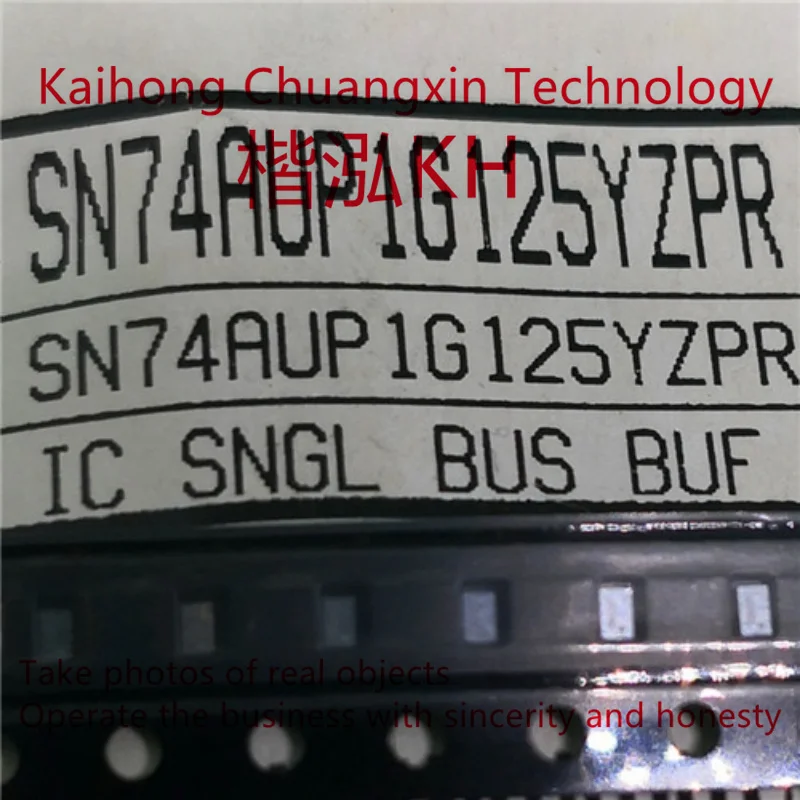 Kaihong Chuangxin Technology
楷泓KH
SN74AUP1G125YZPR
SN74AUP1G125YZPR
IC SNGL BUS BUF
Take photos of real objects
Operate the business with sincerity and honesty